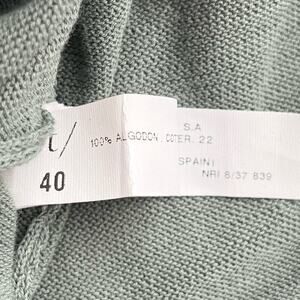 t/
40
S.A
100% ALGODON. COTER. 22
SPAIN
NRI 8/37 839